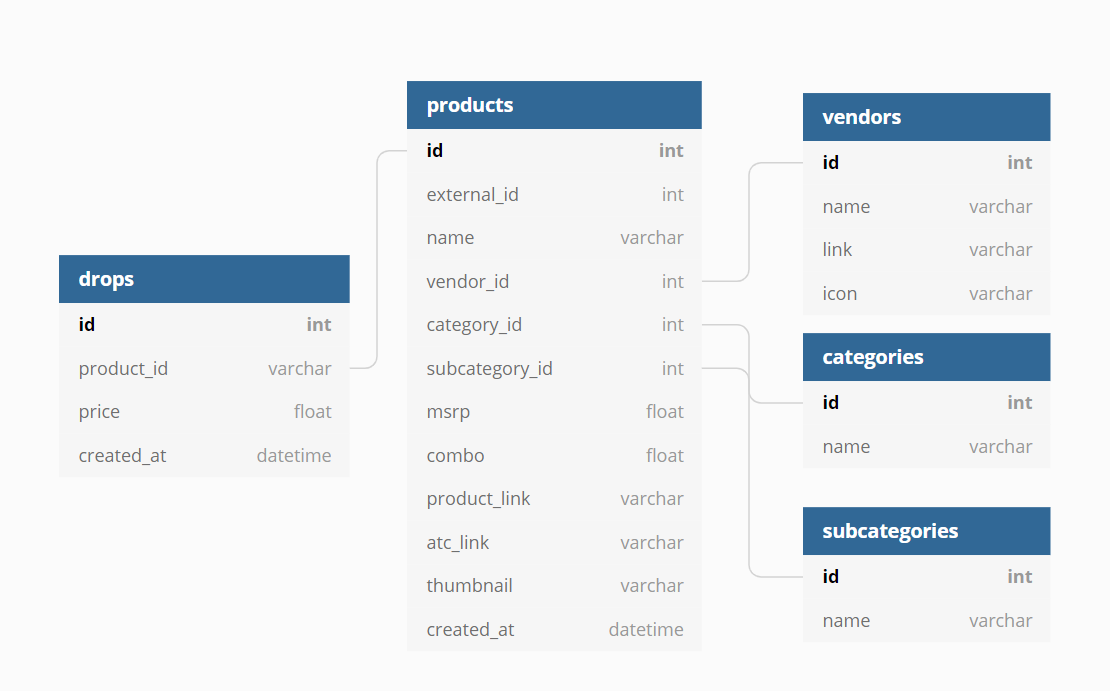 drops
id int
product_id varchar
price float
created_at datetime
products
id int
external_id int
name varchar
vendor_id int
category_id int
subcategory_id int
msrp float
combo float
product_link varchar
atc_link varchar
thumbnail varchar
created_at datetime
vendors
id int
name varchar
link varchar
icon varchar
categories
id int
name varchar
subcategories
id int
name varchar